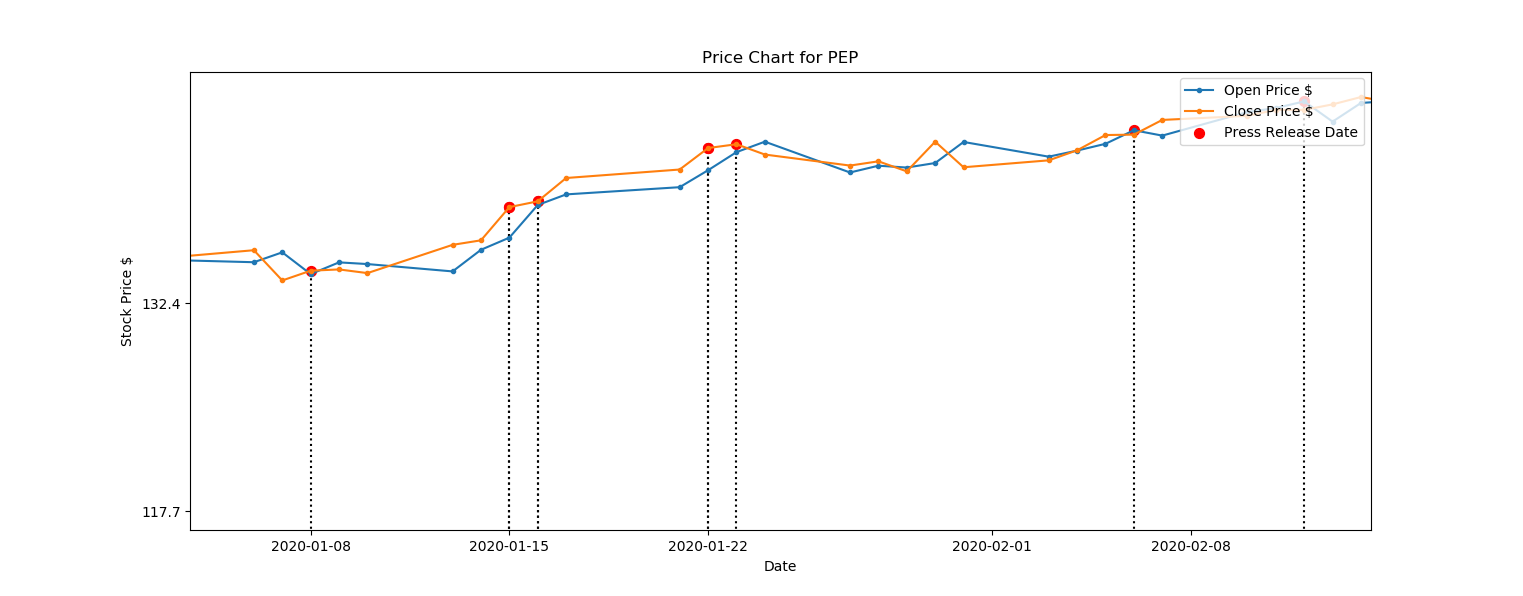 Price Chart for PEP
Open Price $
Close Price $
Press Release Date
Stock Price $
132.4
117.7
2020-01-08
2020-01-15
2020-01-22
2020-02-01
2020-02-08
Date